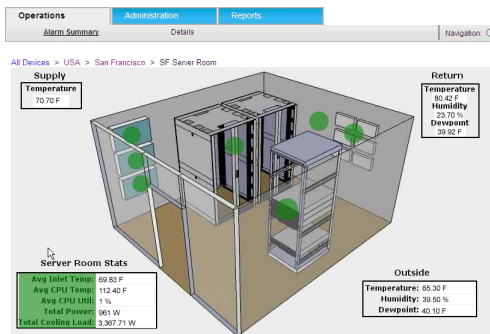 Operations Administration Reports
Alarm Summary Details Navigation:
All Devices > USA > San Francisco > SF Server Room
Supply
Temperature
70.70 F
Return
Temperature
80.42 F
Humidity
23.70 %
Dewpoint
39.92 F
Server Room Stats
Avg Inlet Temp: 69.83 F
Avg CPU Temp: 112.40 F
Avg CPU Util: 1 %
Total Power: 961 W
Total Cooling Load: 3,367.71 W
Outside
Temperature: 65.30 F
Humidity: 39.50 %
Dewpoint: 40.10 F